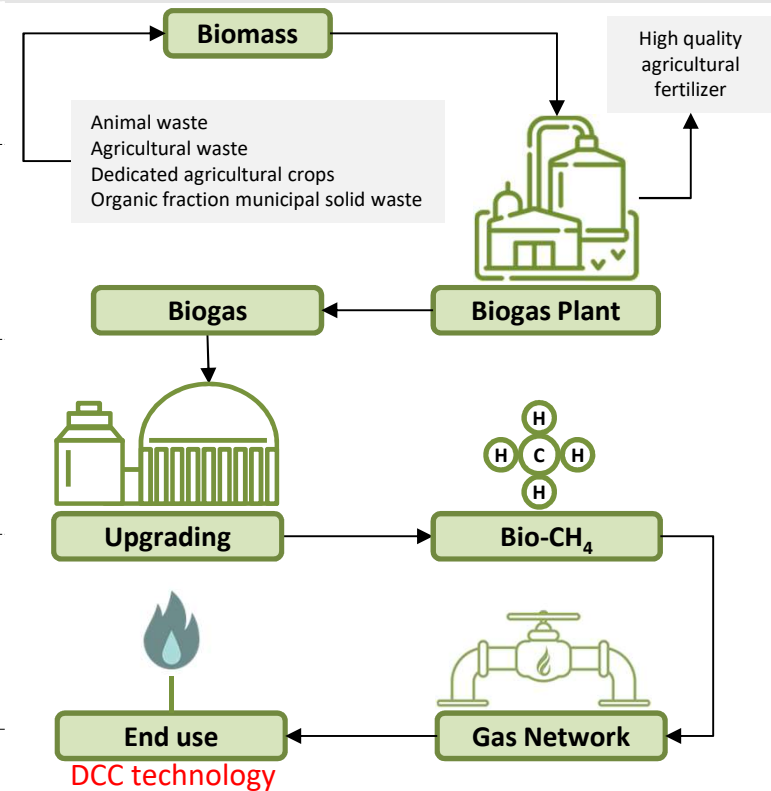 Biomass
High quality
agricultural
fertilizer
Animal waste
Agricultural waste
Dedicated agricultural crops
Organic fraction municipal solid waste
Biogas
Biogas Plant
H
H C H
H
Upgrading
Bio-CH₄
End use
Gas Network
DCC technology